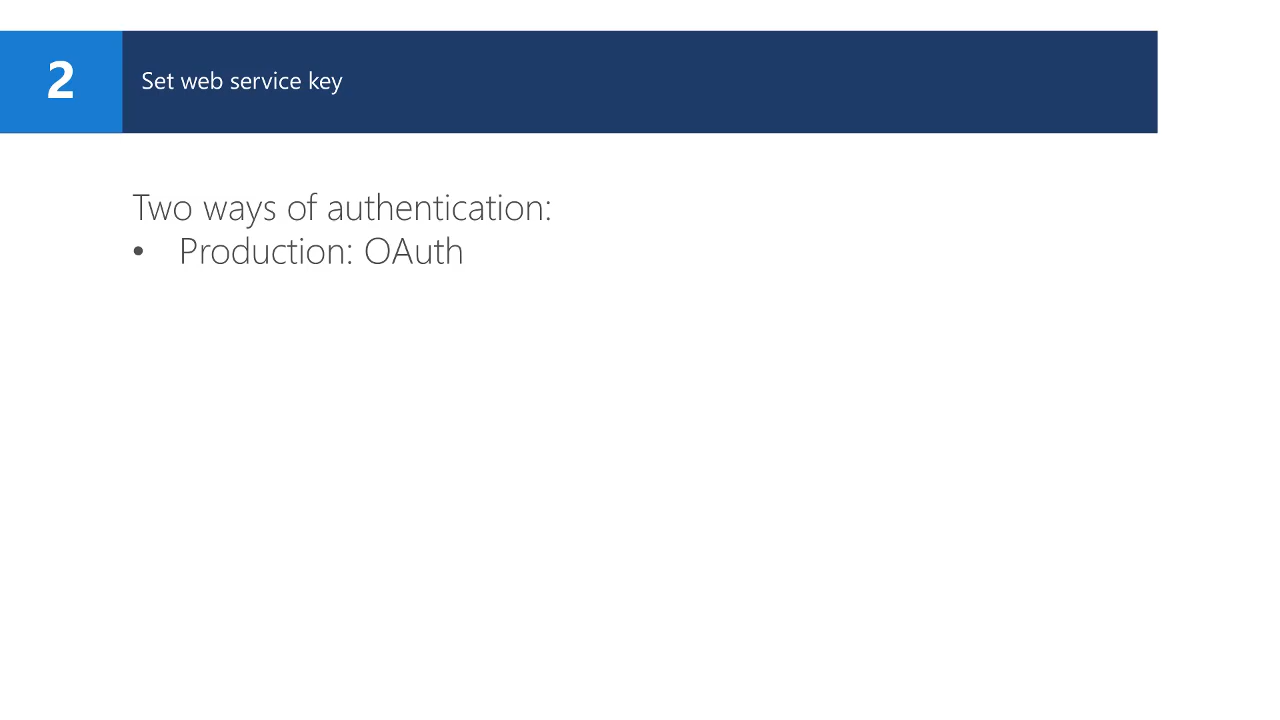 2
Set web service key
Two ways of authentication:
• Production: OAuth